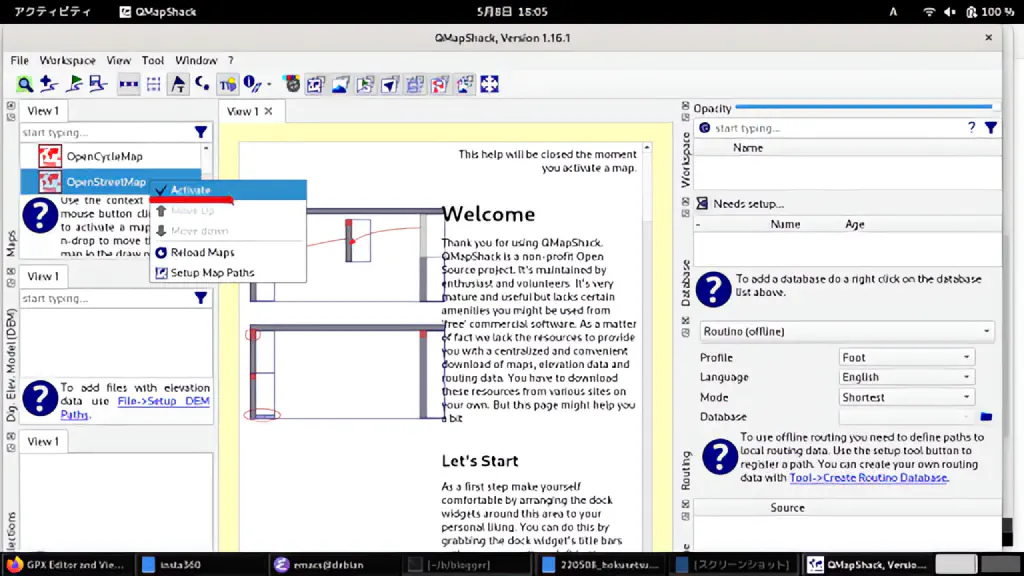 アクティビティ
QMapShack
5月8日 18:05
A
100 %
QMapShack, Version 1.16.1
File Workspace View Tool Window ?
View 1
start typing...
OpenCycleMap
OpenStreetMap
Use the context
mouse button cli
to activate a map
n-drop to move t
map in the draw o
Maps
Activate
Move Up
Move down
Reload Maps
Setup Map Paths
View 1
start typing...
To add files with elevation
data use File->Setup DEM
Paths.
Dig. Elev. Model (DEM)
View 1
View 1
This help will be closed the moment
you activate a map.
Welcome
Thank you for using QMapShack.
QMapShack is a non-profit Open
Source project. It's maintained by
enthusiast and volunteers. It's very
mature and useful but lacks certain
amenities you might be used from
'free' commercial software. As a matter
of fact we lack the resources to provide
you with a centralized and convenient
download of maps, elevation data and
routing data. You have to download
these resources from various sites on
your own. But this page might help you
a bit
Let's Start
As a first step make yourself
comfortable by arranging the dock
widgets around this area to your
personal liking. You can do this by
grabbing the dock widget's title bars
Opacity
start typing...
?
Name
Workspace
Needs setup...
- Name Age
Database
To add a database do a right click on the database
list above.
Routino (offline)
Profile Foot
Language English
Mode Shortest
Database
To use offline routing you need to define paths to
local routing data. Use the setup tool button to
register a path. You can create your own routing
data with Tool->Create Routino Database.
Routing
Source
GPX Editor and Vie...
insta360
emacs@debian
[~/h/blogger]
[スクリーンショット]
QMapShack, Versio...